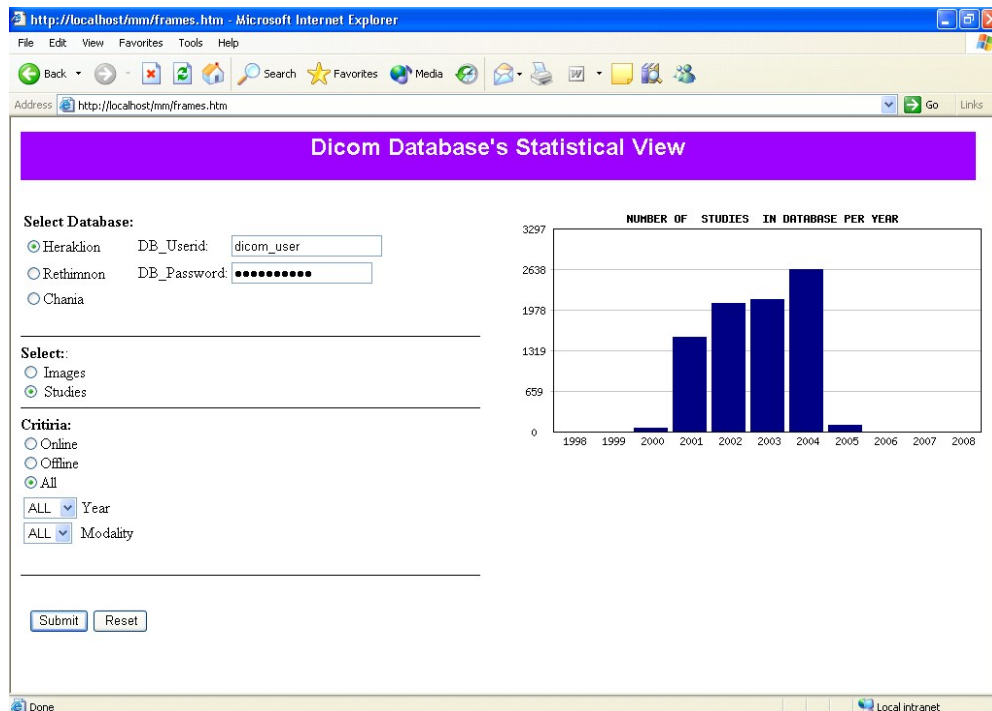 http://localhost/mm/frames.htm - Microsoft Internet Explorer
File Edit View Favorites Tools Help
Back Search Favorites Media
Address http://localhost/mm/frames.htm Go Links
Dicom Database's Statistical View
Select Database:
Heraklion DB_Userid: dicom_user
Rethimnon DB_Password: ●●●●●●●●●●
Chania
Select::
Images
Studies
Critiria:
Online
Offline
All
ALL Year
ALL Modality
Submit Reset
NUMBER OF STUDIES IN DATABASE PER YEAR
3297
2638
1978
1319
659
0
1998 1999 2000 2001 2002 2003 2004 2005 2006 2007 2008
Done Local intranet